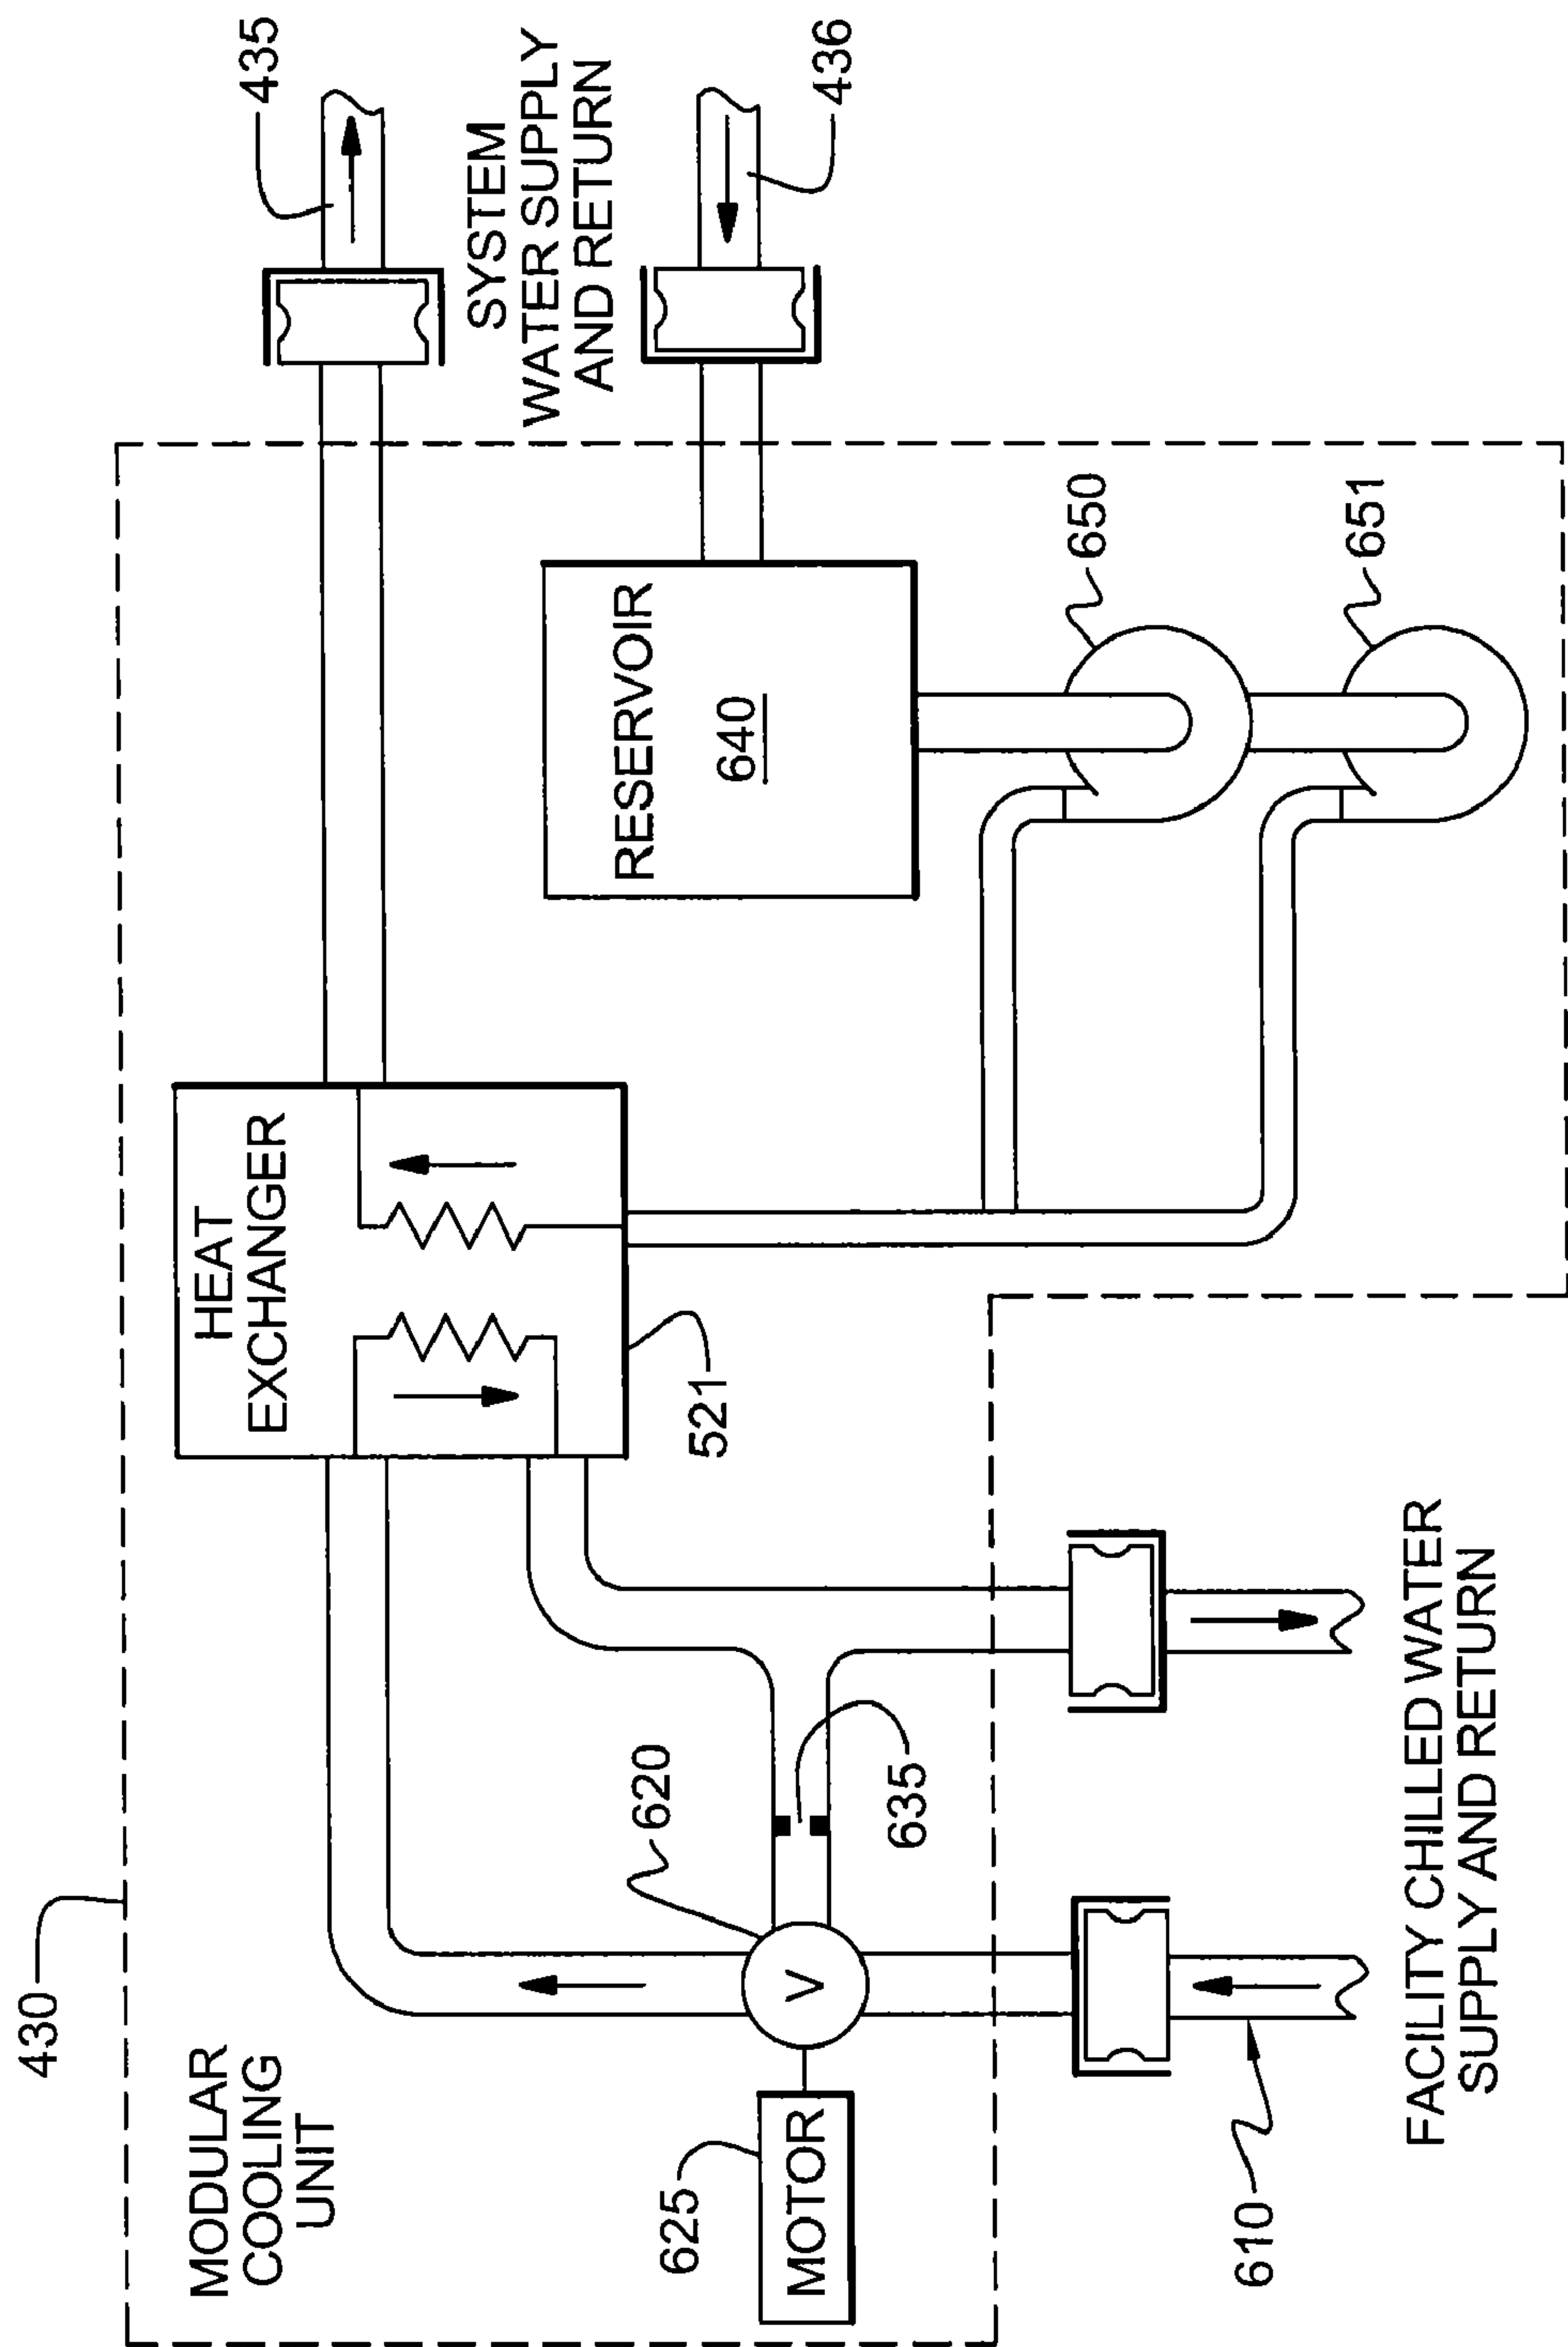 430
MODULAR
COOLING
UNIT
HEAT
EXCHANGER
435
SYSTEM
WATER SUPPLY
AND RETURN
436
RESERVOIR
640
650
651
521
620
635
V
625
MOTOR
610
FACILITY CHILLED WATER
SUPPLY AND RETURN